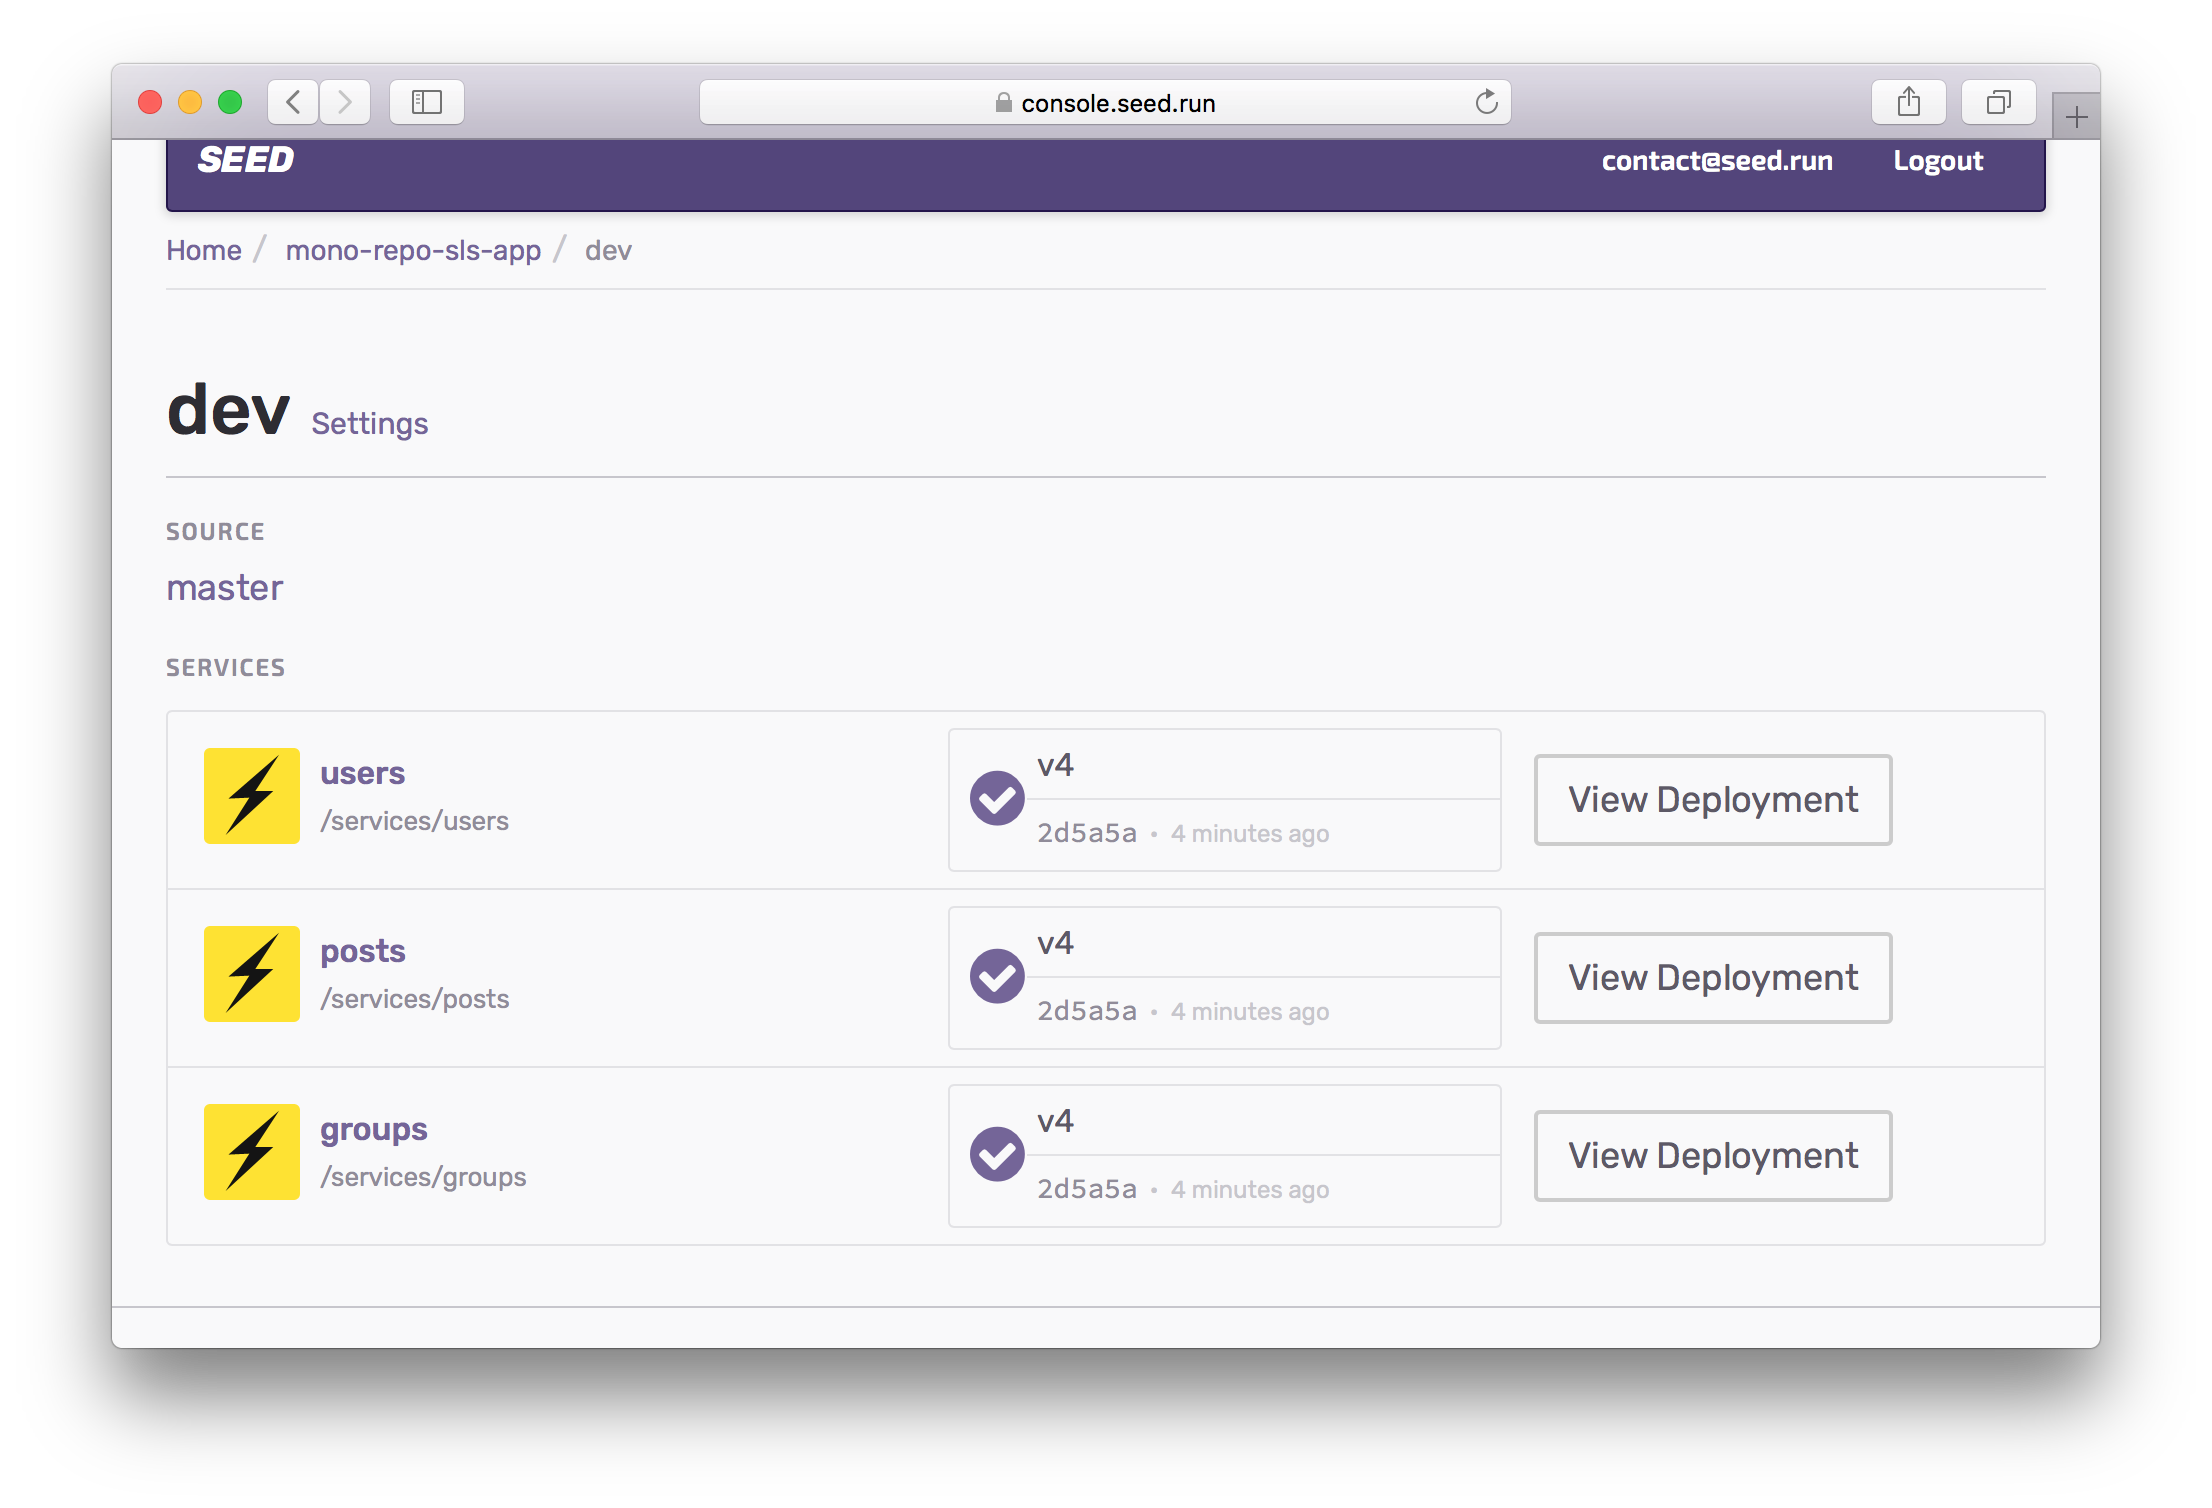 console.seed.run
SEED
contact@seed.run Logout
Home / mono-repo-sls-app / dev
dev Settings
SOURCE
master
SERVICES
users
/services/users
v4
2d5a5a • 4 minutes ago
View Deployment
posts
/services/posts
v4
2d5a5a • 4 minutes ago
View Deployment
groups
/services/groups
v4
2d5a5a • 4 minutes ago
View Deployment